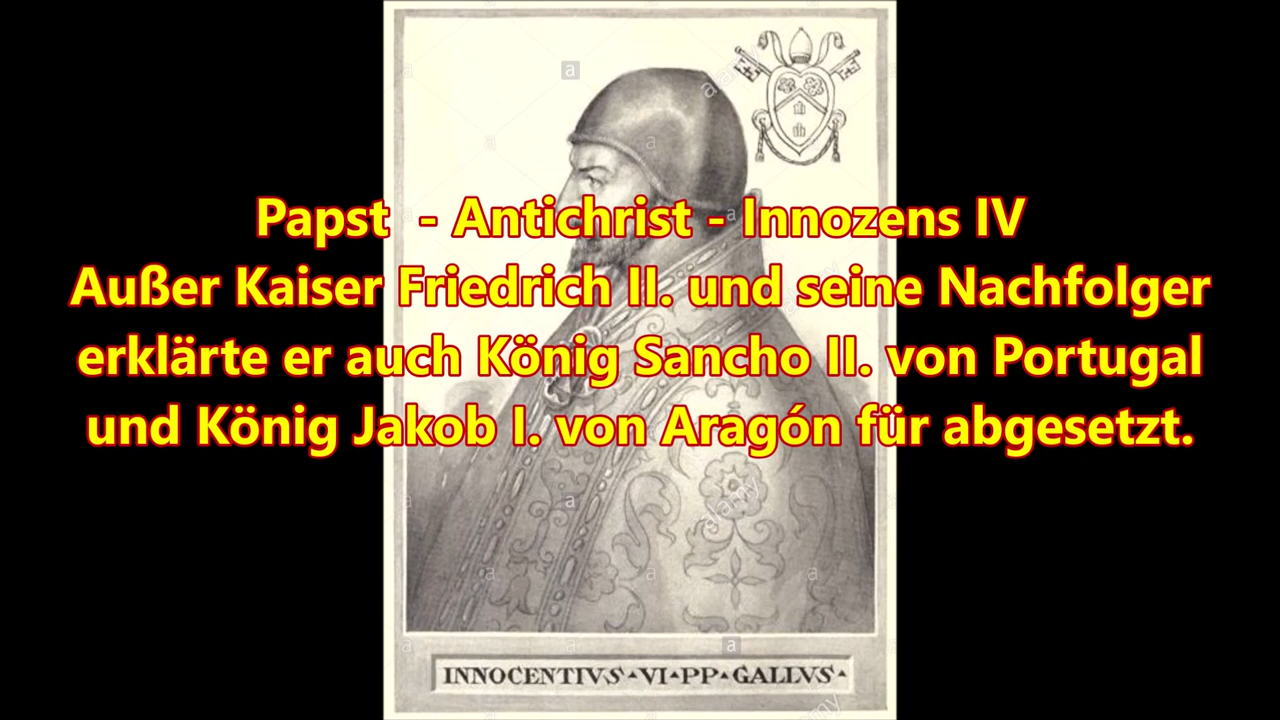 Papst - Antichrist - Innozens IV
Außer Kaiser Friedrich II. und seine Nachfolger
erklärte er auch König Sancho II. von Portugal
und König Jakob I. von Aragón für abgesetzt.
INNOCENTIVS VI PP GALLVS
alamy